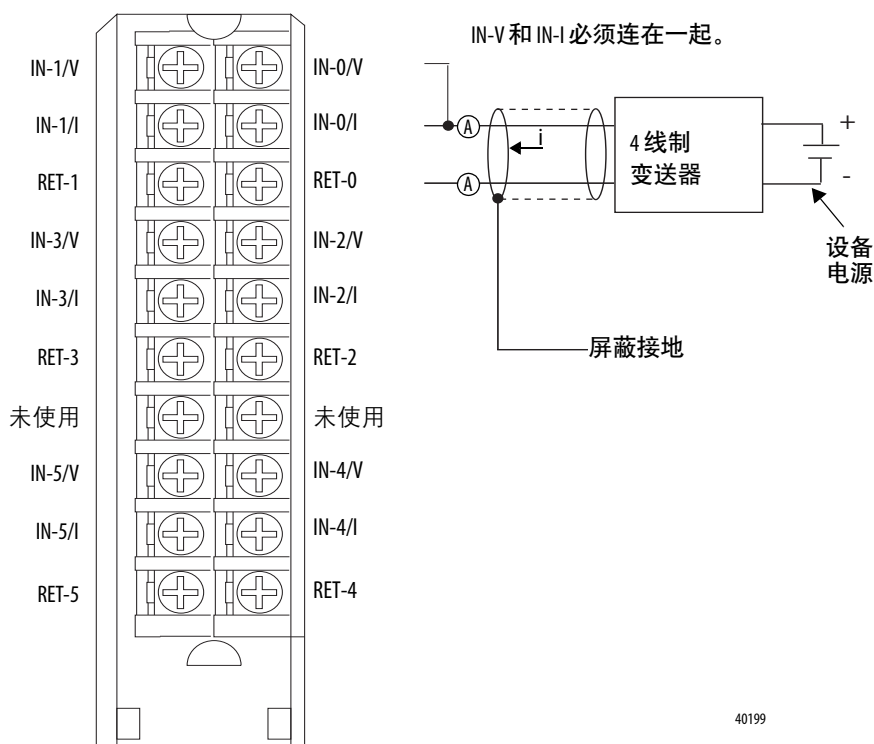 IN-V 和 IN-I 必须连在一起。
IN-1/V
IN-0/V
IN-1/I
IN-0/I
RET-1
RET-0
IN-3/V
IN-2/V
IN-3/I
IN-2/I
RET-3
RET-2
未使用
未使用
IN-5/V
IN-4/V
IN-5/I
IN-4/I
RET-5
RET-4
A
i
A
4 线制
变送器
+
-
设备
电源
屏蔽接地
40199